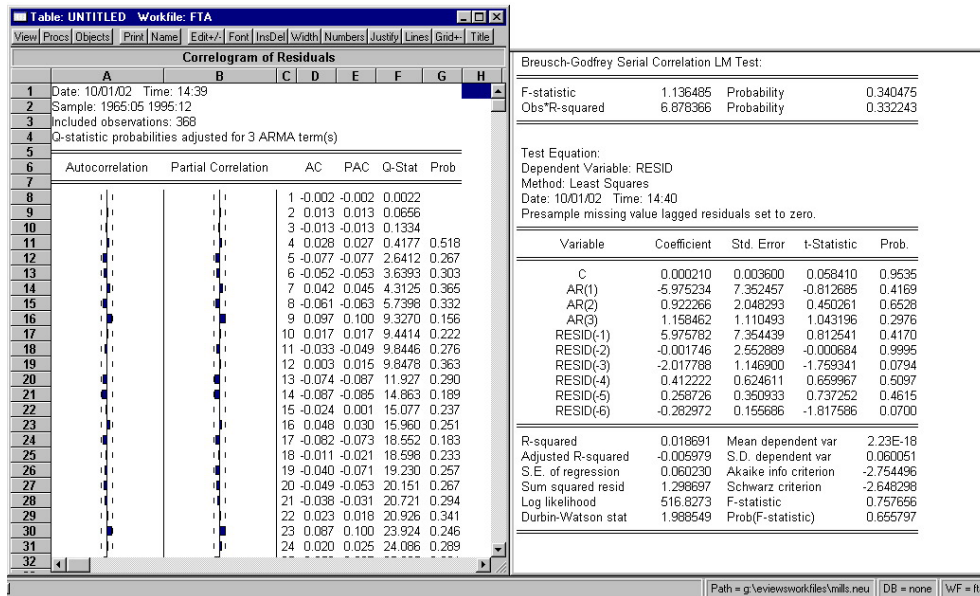 Table: UNTITLED Workfile: FTA
View Procs Objects Print Name Edit+/- Font InsDel Width Numbers Justify Lines Grid+- Title
Correlogram of Residuals
A B C D E F G H
1 Date: 10/01/02 Time: 14:39
2 Sample: 1965:05 1995:12
3 Included observations: 368
4 Q-statistic probabilities adjusted for 3 ARMA term(s)
5
6 Autocorrelation Partial Correlation AC PAC Q-Stat Prob
7
8 1 -0.002 -0.002 0.0022
9 2 0.013 0.013 0.0656
10 3 -0.013 -0.013 0.1334
11 4 0.028 0.027 0.4177 0.518
12 5 -0.077 -0.077 2.6412 0.267
13 6 -0.052 -0.053 3.6393 0.303
14 7 0.042 0.045 4.3125 0.365
15 8 -0.061 -0.063 5.7398 0.332
16 9 0.097 0.100 9.3270 0.156
17 10 0.017 0.017 9.4414 0.222
18 11 -0.033 -0.049 9.8446 0.276
19 12 0.003 0.015 9.8478 0.363
20 13 -0.074 -0.087 11.927 0.290
21 14 -0.087 -0.085 14.863 0.189
22 15 -0.024 0.001 15.077 0.237
23 16 0.048 0.030 15.960 0.251
24 17 -0.082 -0.073 18.552 0.183
25 18 -0.011 -0.021 18.598 0.233
26 19 -0.040 -0.071 19.230 0.257
27 20 -0.049 -0.053 20.151 0.267
28 21 -0.038 -0.031 20.721 0.294
29 22 0.023 0.018 20.926 0.341
30 23 0.087 0.100 23.924 0.246
31 24 0.020 0.025 24.086 0.289
32
Breusch-Godfrey Serial Correlation LM Test:
F-statistic 1.136485 Probability 0.340475
Obs*R-squared 6.878366 Probability 0.332243
Test Equation:
Dependent Variable: RESID
Method: Least Squares
Date: 10/01/02 Time: 14:40
Presample missing value lagged residuals set to zero.
Variable Coefficient Std. Error t-Statistic Prob.
C 0.000210 0.003600 0.058410 0.9535
AR(1) -5.975234 7.352457 -0.812685 0.4169
AR(2) 0.922266 2.048293 0.450261 0.6528
AR(3) 1.158462 1.110493 1.043196 0.2976
RESID(-1) 5.975782 7.354439 0.812541 0.4170
RESID(-2) -0.001746 2.552889 -0.000684 0.9995
RESID(-3) -2.017788 1.146900 -1.759341 0.0794
RESID(-4) 0.412222 0.624611 0.659967 0.5097
RESID(-5) 0.258726 0.350933 0.737252 0.4615
RESID(-6) -0.282972 0.155686 -1.817586 0.0700
R-squared 0.018691 Mean dependent var 2.23E-18
Adjusted R-squared -0.005979 S.D. dependent var 0.060051
S.E. of regression 0.060230 Akaike info criterion -2.754496
Sum squared resid 1.298697 Schwarz criterion -2.648298
Log likelihood 516.8273 F-statistic 0.757656
Durbin-Watson stat 1.988549 Prob(F-statistic) 0.655797
Path = g:\eviewsworkfiles\mills.neu DB = none WF = ft